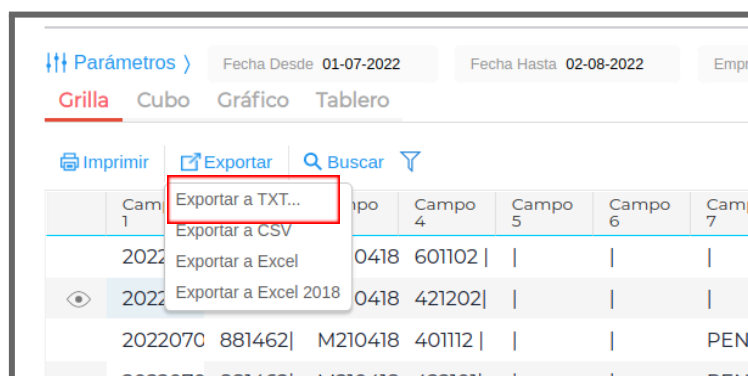 Parámetros 〉 Fecha Desde 01-07-2022 Fecha Hasta 02-08-2022
Grilla Cubo Gráfico Tablero
Imprimir Exportar Buscar
Campo 4 Campo 5 Campo 6
Exportar a TXT...
Exportar a CSV
Exportar a Excel
Exportar a Excel 2018
0418 601102 | | | |
0418 421202| | | |
2022070 881462| M210418 401112 | | | PEN